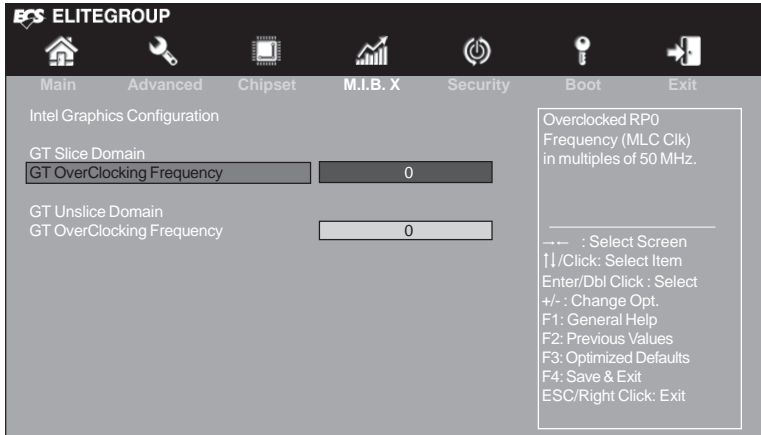 ECS ELITEGROUP
Main Advanced Chipset M.I.B. X Security Boot Exit
Intel Graphics Configuration
GT Slice Domain
GT OverClocking Frequency 0
GT Unslice Domain
GT OverClocking Frequency 0
Overclocked RP0
Frequency (MLC Clk)
in multiples of 50 MHz.
→← : Select Screen
↑↓/Click: Select Item
Enter/Dbl Click : Select
+/- : Change Opt.
F1: General Help
F2: Previous Values
F3: Optimized Defaults
F4: Save & Exit
ESC/Right Click: Exit